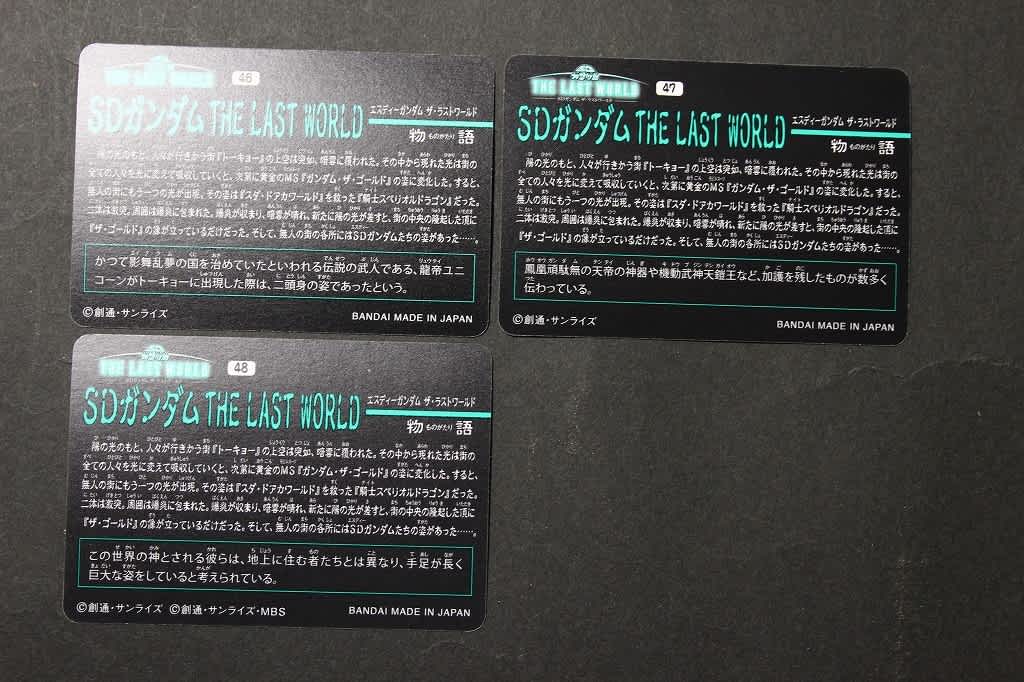 THE LAST WORLD
46
SDガンダム THE LAST WORLD
エスディーガンダム ザ・ラストワールド
物ものがたり語
陽の光のもと、人々が行きかう街『トーキョー』の上空は突如、暗雲に覆われた。その中から現れた光は街の
全ての人々を光に変えて吸収していくと、次第に黄金のMS『ガンダム・ザ・ゴールド』の姿に変化した。すると、
無人の街にもう一つの光が出現。その姿は『スダ・ドアカワールド』を救った『騎士スペリオルドラゴン』だった。
二体は激突。周囲は爆炎に包まれた。爆炎が収まり、暗雲が晴れ、新たに陽の光が差すと、街の中央の隆起した頂に
『ザ・ゴールド』の像が立っているだけだった。そして、無人の街の各所にはSDガンダムたちの姿があった……。
かつて影舞乱夢の国を治めていたといわれる伝説の武人である、龍帝ユニ
コーンがトーキョーに出現した際は、二頭身の姿であったという。
©創通・サンライズ
BANDAI MADE IN JAPAN
THE LAST WORLD
47
SDガンダム THE LAST WORLD
エスディーガンダム ザ・ラストワールド
物ものがたり語
陽の光のもと、人々が行きかう街『トーキョー』の上空は突如、暗雲に覆われた。その中から現れた光は街の
全ての人々を光に変えて吸収していくと、次第に黄金のMS『ガンダム・ザ・ゴールド』の姿に変化した。すると、
無人の街にもう一つの光が出現。その姿は『スダ・ドアカワールド』を救った『騎士スペリオルドラゴン』だった。
二体は激突。周囲は爆炎に包まれた。爆炎が収まり、暗雲が晴れ、新たに陽の光が差すと、街の中央の隆起した頂に
『ザ・ゴールド』の像が立っているだけだった。そして、無人の街の各所にはSDガンダムたちの姿があった……。
鳳凰頑駄無の天帝の神器や機動武神天鎧王など、加護を残したものが数多く
伝わっている。
©創通・サンライズ
BANDAI MADE IN JAPAN
THE LAST WORLD
48
SDガンダム THE LAST WORLD
エスディーガンダム ザ・ラストワールド
物ものがたり語
陽の光のもと、人々が行きかう街『トーキョー』の上空は突如、暗雲に覆われた。その中から現れた光は街の
全ての人々を光に変えて吸収していくと、次第に黄金のMS『ガンダム・ザ・ゴールド』の姿に変化した。すると、
無人の街にもう一つの光が出現。その姿は『スダ・ドアカワールド』を救った『騎士スペリオルドラゴン』だった。
二体は激突。周囲は爆炎に包まれた。爆炎が収まり、暗雲が晴れ、新たに陽の光が差すと、街の中央の隆起した頂に
『ザ・ゴールド』の像が立っているだけだった。そして、無人の街の各所にはSDガンダムたちの姿があった……。
この世界の神とされる彼らは、地上に住む者たちとは異なり、手足が長く
巨大な姿をしていると考えられている。
©創通・サンライズ ©創通・サンライズ・MBS
BANDAI MADE IN JAPAN